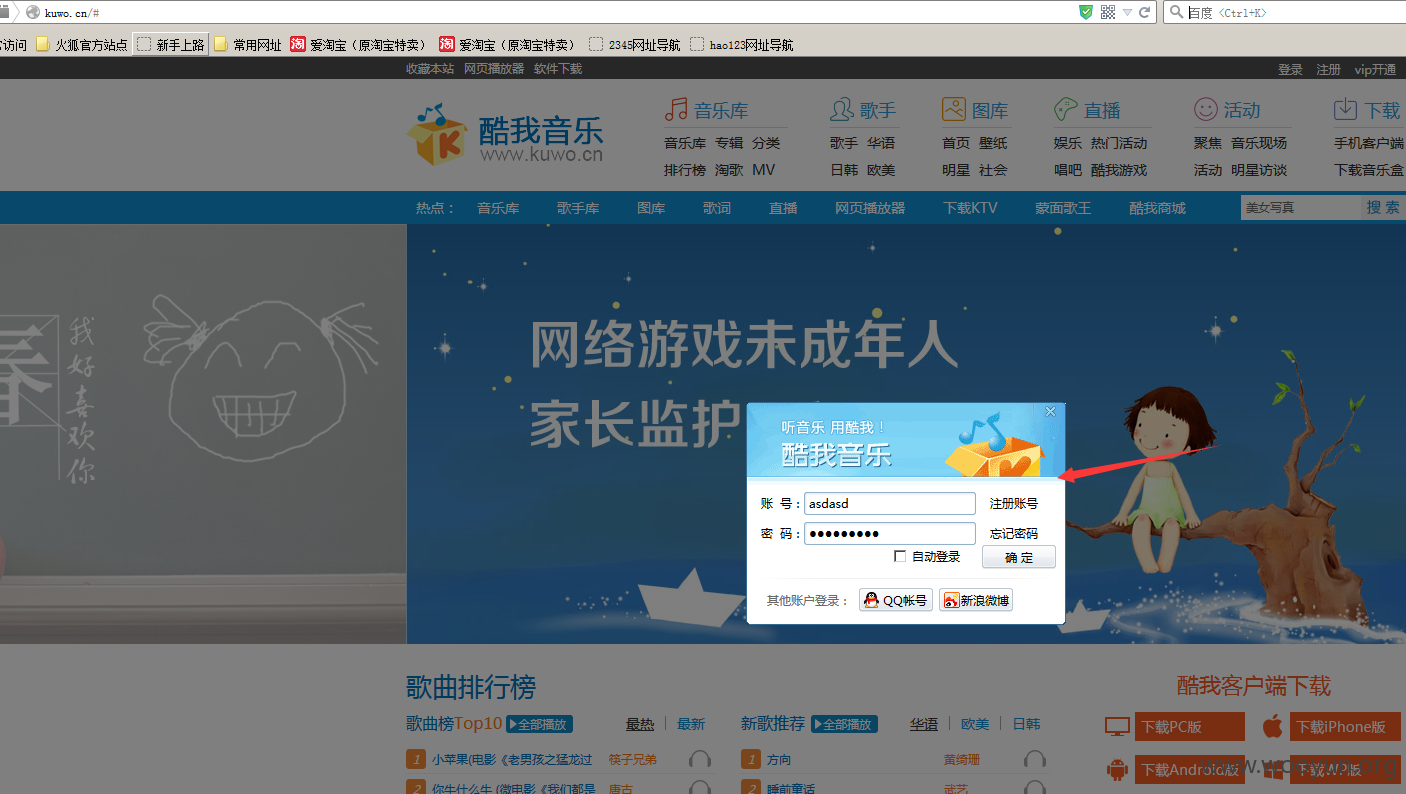 kuwo.cn/#
百度 <Ctrl+K>
访问 火狐官方站点 新手上路 常用网址 爱淘宝（原淘宝特卖） 爱淘宝（原淘宝特卖） 2345网址导航 hao123网址导航
收藏本站 网页播放器 软件下载 登录 注册 vip开通
酷我音乐
www.kuwo.cn
音乐库 歌手 图库 直播 活动 下载
音乐库 专辑 分类 歌手 华语 首页 壁纸 娱乐 热门活动 聚焦 音乐现场 手机客户端
排行榜 淘歌 MV 日韩 欧美 明星 社会 唱吧 酷我游戏 活动 明星访谈 下载音乐盒
热点： 音乐库 歌手库 图库 歌词 直播 网页播放器 下载KTV 蒙面歌王 酷我商城 美女写真 搜 索
春
我好喜欢你
网络游戏未成年人
家长监护
听音乐 用酷我！
酷我音乐
账 号： asdasd 注册账号
密 码： ●●●●●●●●● 忘记密码
自动登录 确 定
其他账户登录： QQ帐号 新浪微博
歌曲排行榜 酷我客户端下载
歌曲榜Top10 全部播放 最热 最新 新歌推荐 全部播放 华语 欧美 日韩 下载PC版 下载iPhone版
1 小苹果(电影《老男孩之猛龙过 筷子兄弟 1 方向 黄绮珊
下载Android版
2 你牛什么牛 (微电影《我们都是 唐古 2 睡前童话 武艺